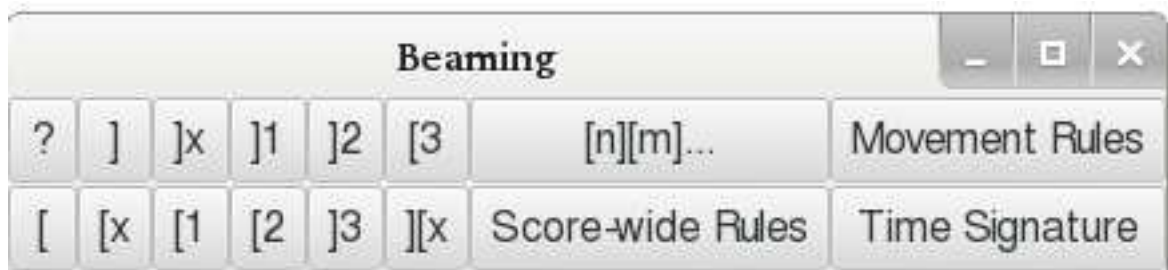 Beaming
? ] ]x ]1 ]2 [3 [n][m]... Movement Rules
[ [x [1 [2 ]3 ][x Score-wide Rules Time Signature